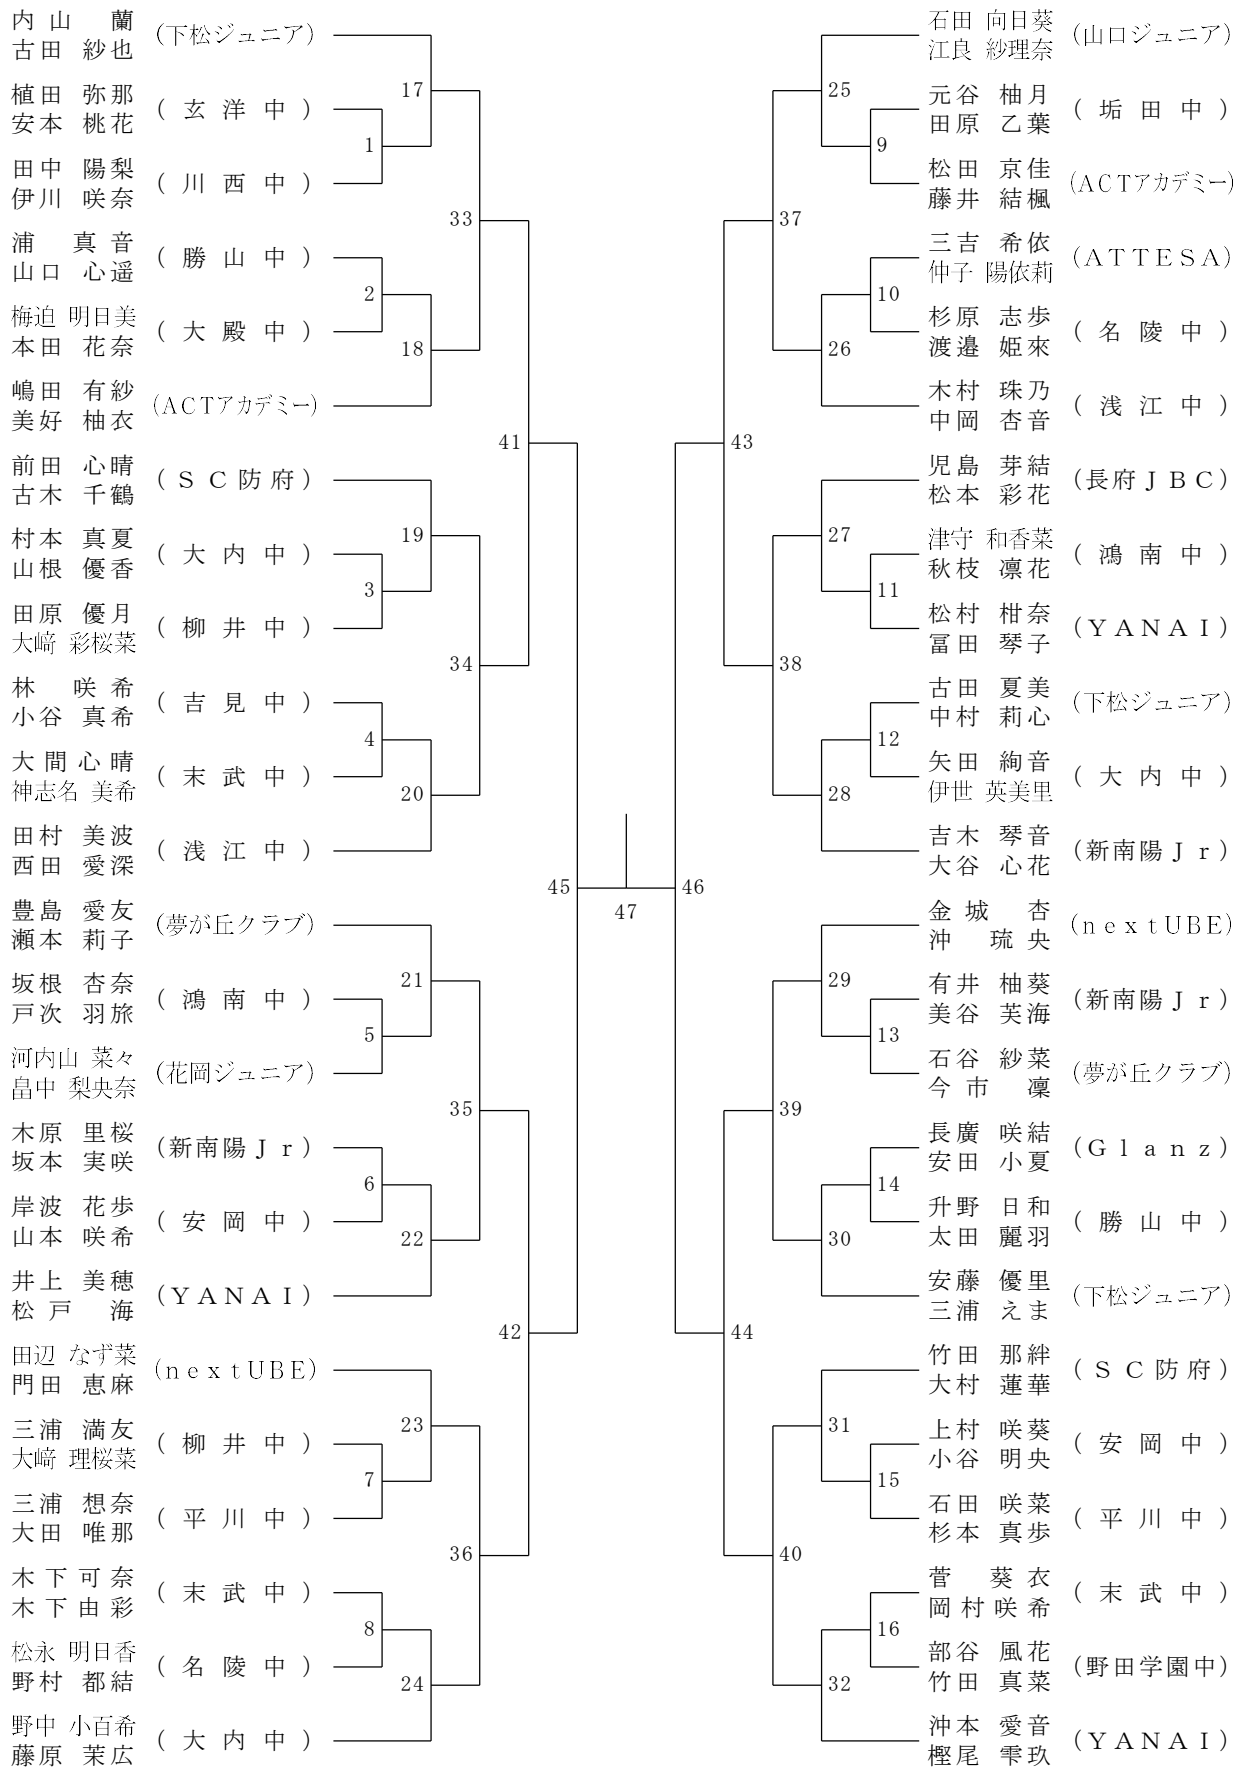 内山 蘭
古田 紗也
(下松ジュニア)
植田 弥那
安本 桃花
(玄洋中)
田中 陽梨
伊川 咲奈
(川西中)
浦 真音
山口 心遥
(勝山中)
梅迫 明日美
本田 花奈
(大殿中)
嶋田 有紗
美好 柚衣
(ACTアカデミー)
前田 心晴
古木 千鶴
(SC防府)
村本 真夏
山根 優香
(大内中)
田原 優月
大﨑 彩桜菜
(柳井中)
林 咲希
小谷 真希
(吉見中)
大間心晴
神志名 美希
(末武中)
田村 美波
西田 愛深
(浅江中)
豊島 愛友
瀬本 莉子
(夢が丘クラブ)
坂根 杏奈
戸次 羽旅
(鴻南中)
河内山 菜々
畠中 梨央奈
(花岡ジュニア)
木原 里桜
坂本 実咲
(新南陽Jr)
岸波 花歩
山本 咲希
(安岡中)
井上 美穂
松戸 海
(YANAI)
田辺 なず菜
門田 恵麻
(nextUBE)
三浦 満友
大﨑 理桜菜
(柳井中)
三浦 想奈
大田 唯那
(平川中)
木下可奈
木下由彩
(末武中)
松永 明日香
野村 都結
(名陵中)
野中 小百希
藤原 茉広
(大内中)
1
2
3
4
5
6
7
8
17
18
19
20
21
22
23
24
33
34
35
36
41
42
45
47
46
43
44
37
38
39
40
25
26
27
28
29
30
31
32
9
10
11
12
13
14
15
16
石田 向日葵
江良 紗理奈
(山口ジュニア)
元谷 柚月
田原 乙葉
(垢田中)
松田 京佳
藤井 結楓
(ACTアカデミー)
三吉 希依
仲子 陽依莉
(ATTESA)
杉原 志歩
渡邉 姫來
(名陵中)
木村 珠乃
中岡 杏音
(浅江中)
児島 芽結
松本 彩花
(長府JBC)
津守 和香菜
秋枝 凛花
(鴻南中)
松村 柑奈
冨田 琴子
(YANAI)
古田 夏美
中村 莉心
(下松ジュニア)
矢田 絢音
伊世 英美里
(大内中)
吉木 琴音
大谷 心花
(新南陽Jr)
金城 杏
沖 琉央
(nextUBE)
有井 柚葵
美谷 芙海
(新南陽Jr)
石谷 紗菜
今市 凜
(夢が丘クラブ)
長廣 咲結
安田 小夏
(Glanz)
升野 日和
太田 麗羽
(勝山中)
安藤 優里
三浦 えま
(下松ジュニア)
竹田 那絆
大村 蓮華
(SC防府)
上村 咲葵
小谷 明央
(安岡中)
石田 咲菜
杉本 真歩
(平川中)
菅 葵衣
岡村咲希
(末武中)
部谷 風花
竹田 真菜
(野田学園中)
沖本 愛音
樫尾 雫玖
(YANAI)